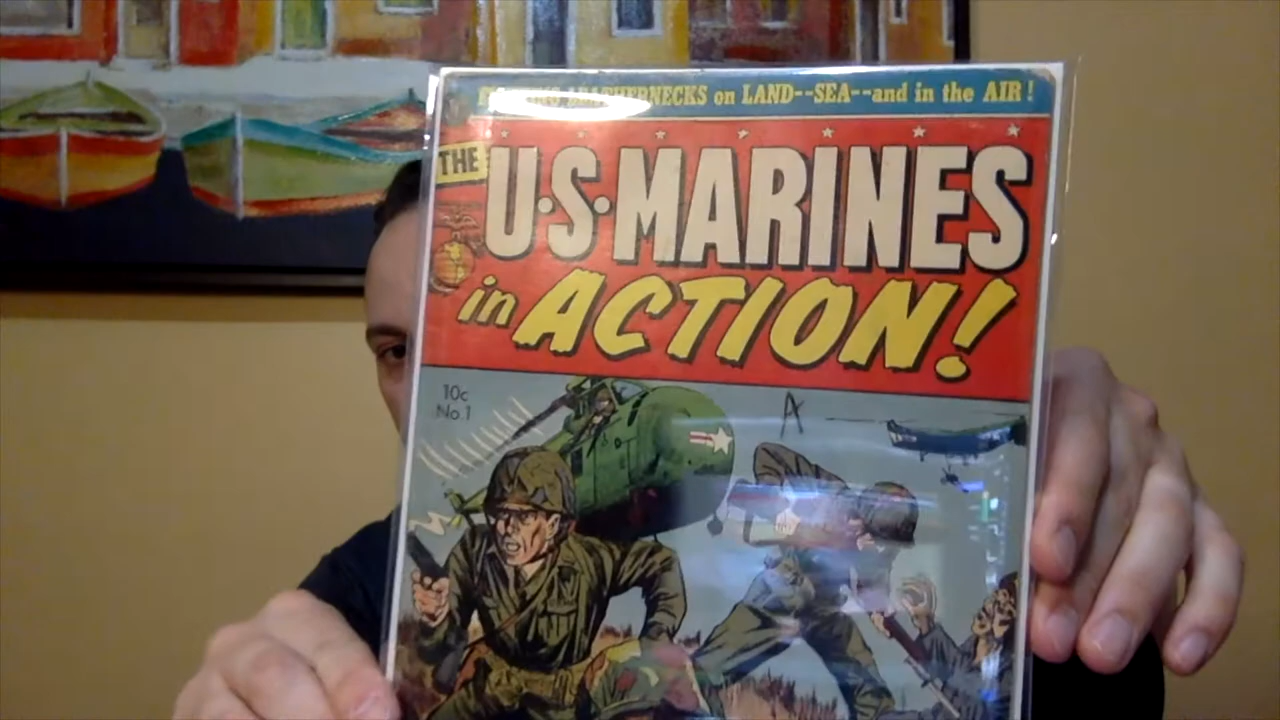 LEATHERNECKS on LAND--SEA--and in the AIR!
THE
U·S·MARINES
in ACTION!
10c
No.1
A